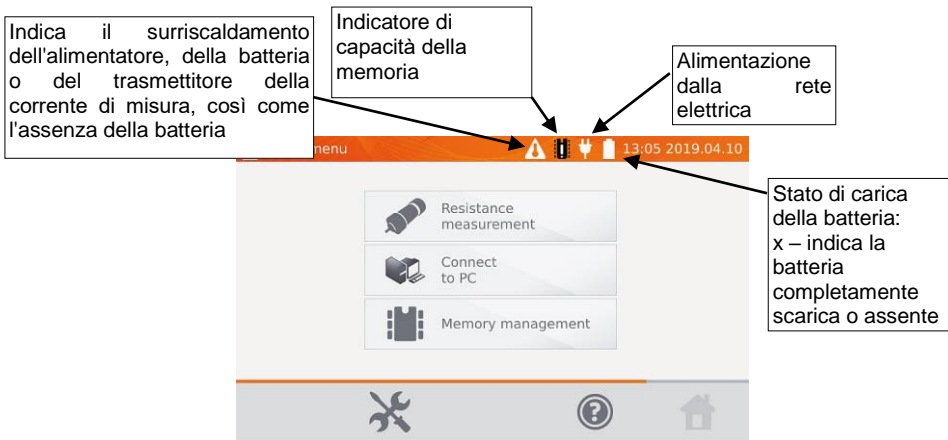 Indica il surriscaldamento
dell'alimentatore, della batteria
o del trasmettitore della
corrente di misura, così come
l'assenza della batteria
Indicatore di
capacità della
memoria
Alimentazione
dalla rete
elettrica
menu
13:05 2019.04.10
Resistance
measurement
Connect
to PC
Memory management
Stato di carica
della batteria:
x – indica la
batteria
completamente
scarica o assente